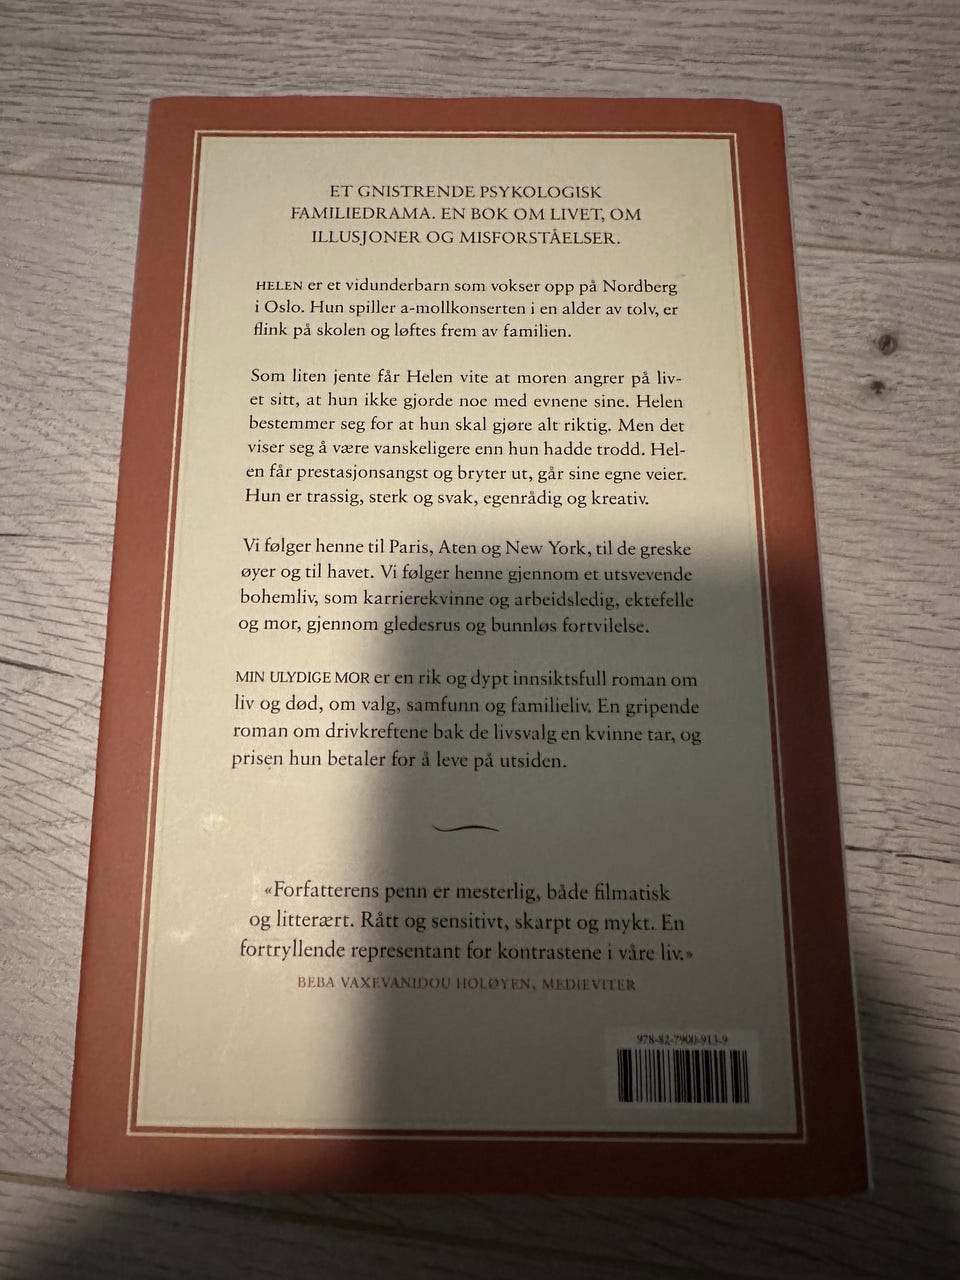 ET GNISTRENDE PSYKOLOGISK
FAMILIEDRAMA. EN BOK OM LIVET, OM
ILLUSJONER OG MISFORSTÅELSER.
HELEN er et vidunderbarn som vokser opp på Nordberg
i Oslo. Hun spiller a-mollkonserten i en alder av tolv, er
flink på skolen og løftes frem av familien.
Som liten jente får Helen vite at moren angrer på liv-
et sitt, at hun ikke gjorde noe med evnene sine. Helen
bestemmer seg for at hun skal gjøre alt riktig. Men det
viser seg å være vanskeligere enn hun hadde trodd. Hel-
en får prestasjonsangst og bryter ut, går sine egne veier.
Hun er trassig, sterk og svak, egenrådig og kreativ.
Vi følger henne til Paris, Aten og New York, til de greske
øyer og til havet. Vi følger henne gjennom et utsvevende
bohemliv, som karrierekvinne og arbeidsledig, ektefelle
og mor, gjennom gledesrus og bunnløs fortvilelse.
MIN ULYDIGE MOR er en rik og dypt innsiktsfull roman om
liv og død, om valg, samfunn og familieliv. En gripende
roman om drivkreftene bak de livsvalg en kvinne tar, og
prisen hun betaler for å leve på utsiden.
«Forfatterens penn er mesterlig, både filmatisk
og litterært. Rått og sensitivt, skarpt og mykt. En
fortryllende representant for kontrastene i våre liv.»
BEBA VAXEVANIDOU HOLØYEN, MEDIEVITER
978-82-7900-913-9